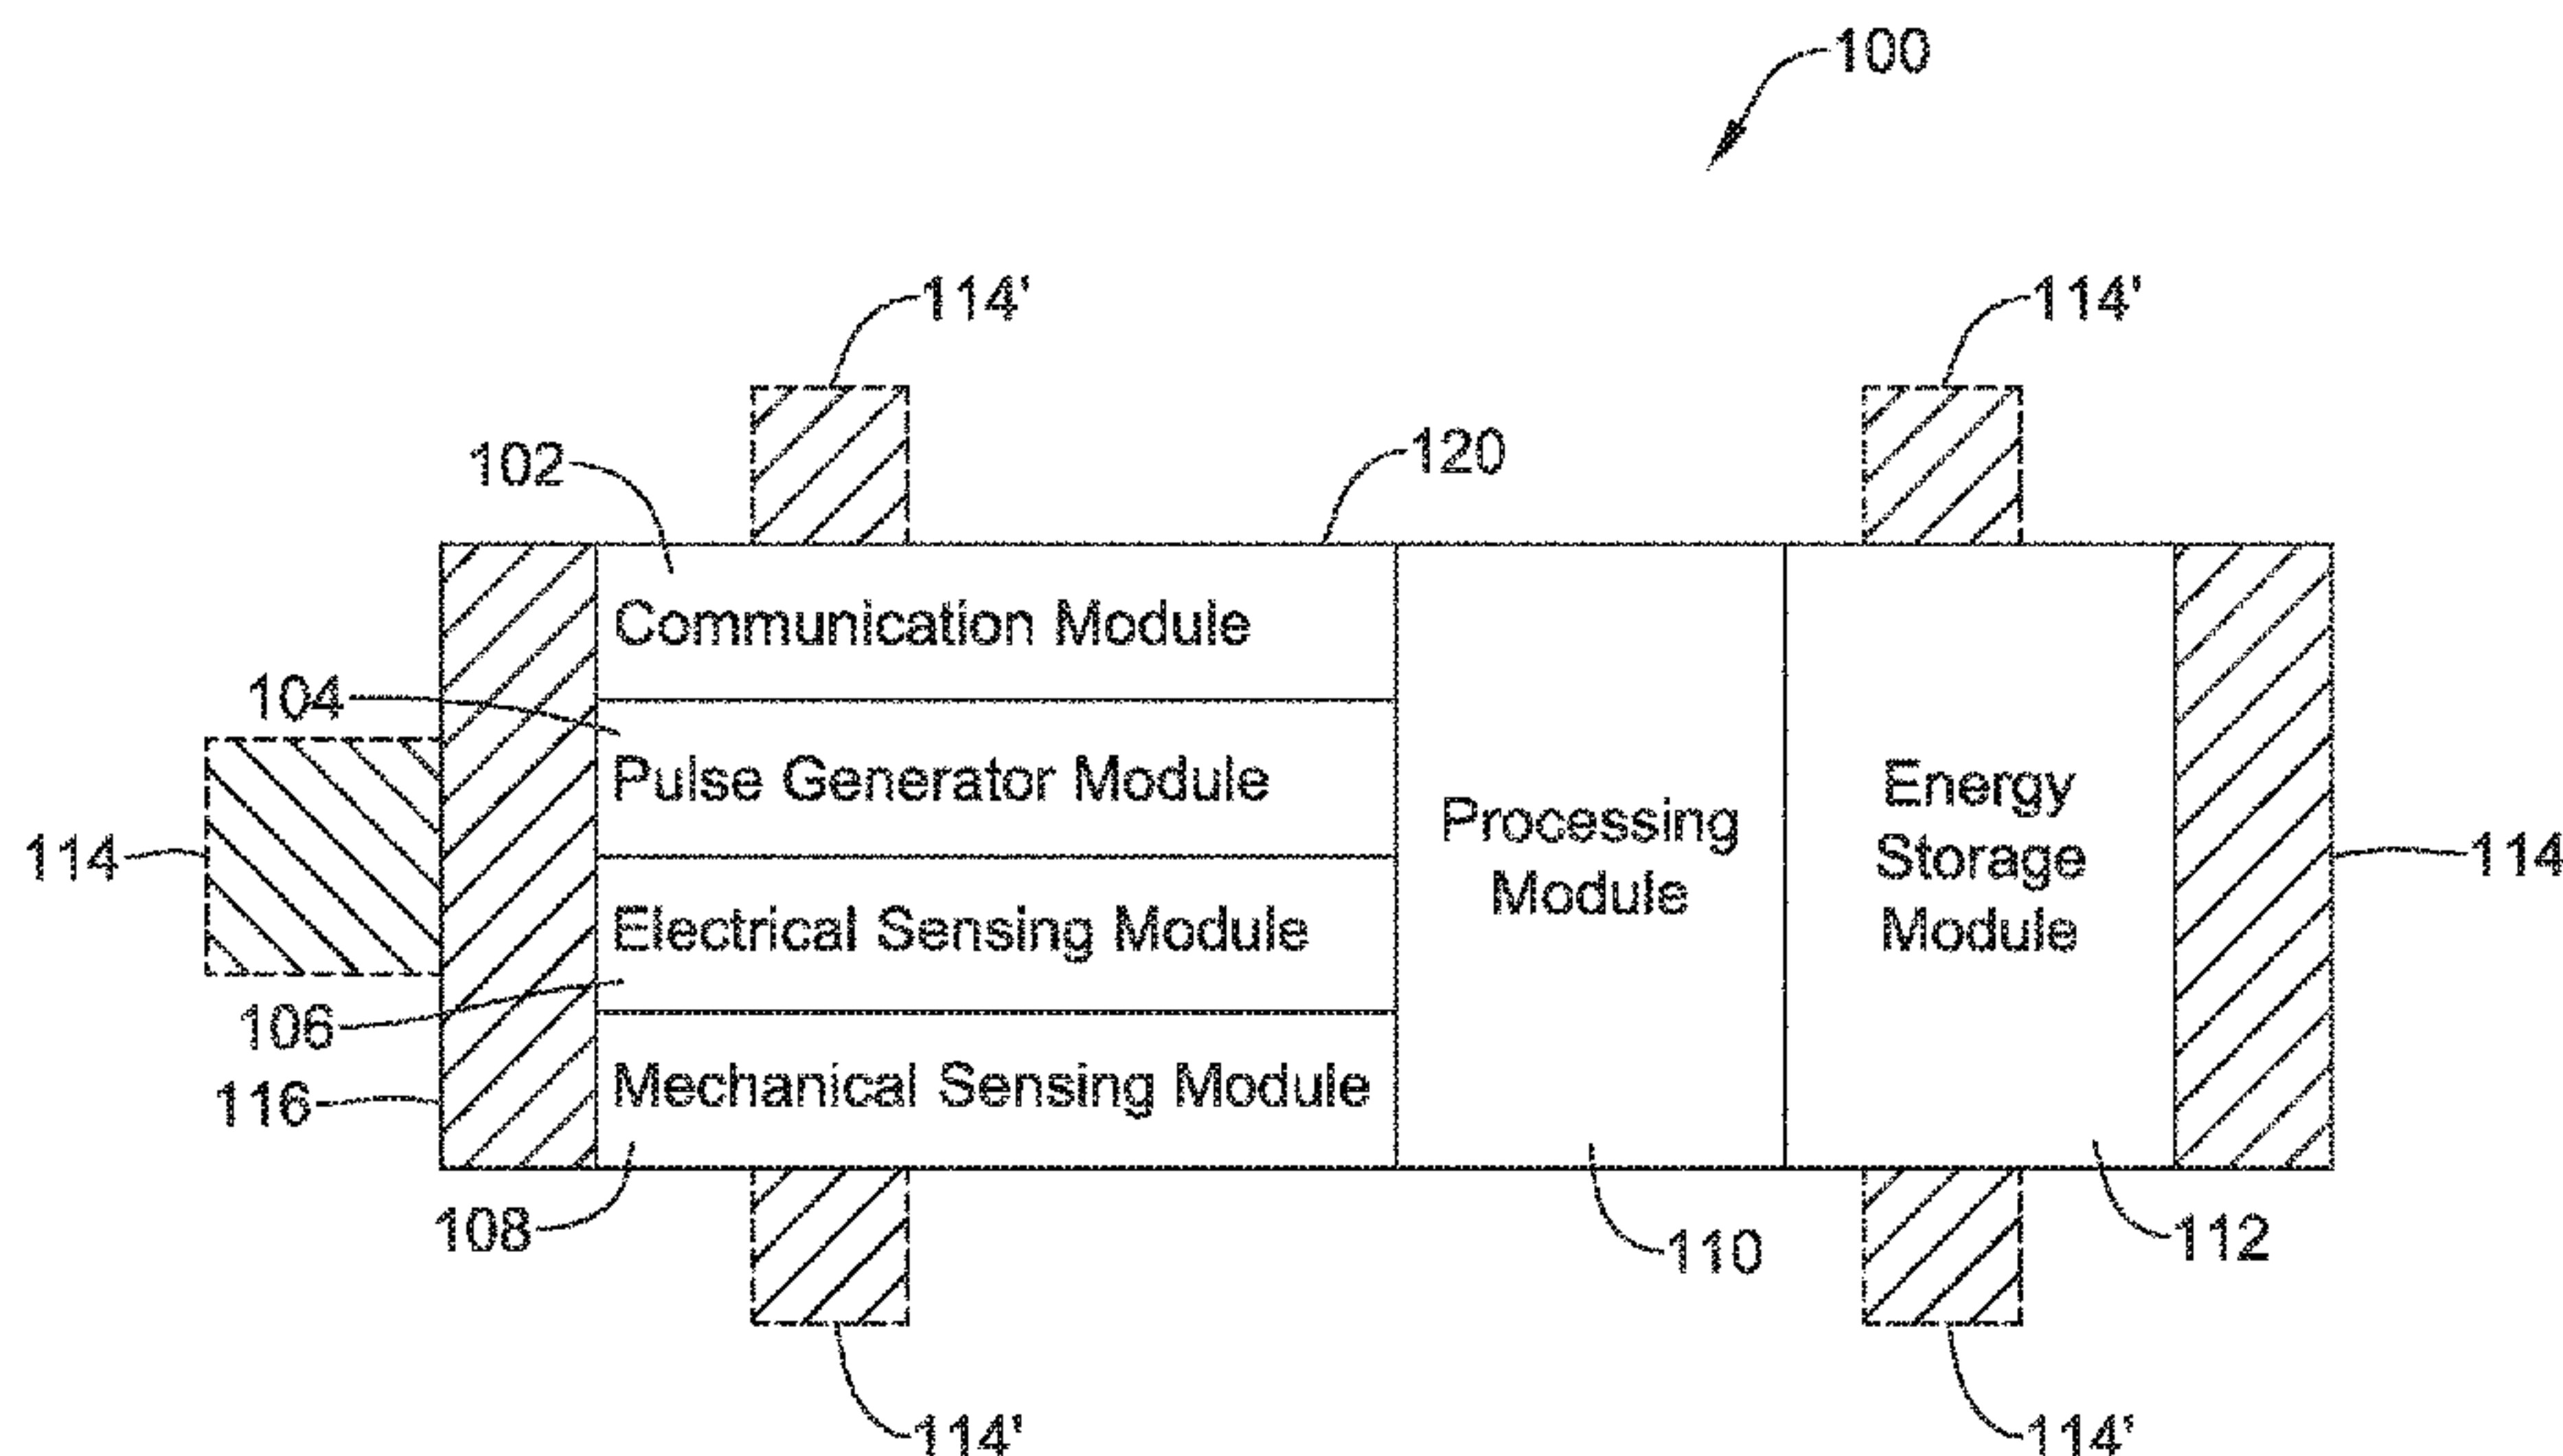 100
114'
114'
102
120
Communication Module
104
Pulse Generator Module
Processing
Module
Energy
Storage
Module
114
114
Electrical Sensing Module
106
Mechanical Sensing Module
116
108
110
112
114'
114'